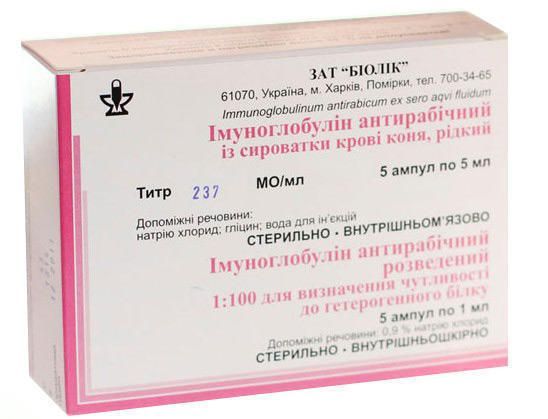 ЗАТ “БІОЛІК”
61070, Україна, м. Харків, Помірки, тел. 700-34-65
Immunoglobulinum antirabicum ex sero aqvi fluidum
Імуноглобулін антирабічний
із сироватки крові коня, рідкий
Титр 237 МО/мл 5 ампул по 5 мл
Допоміжні речовини:
натрію хлорид; гліцин; вода для ін’єкцій
СТЕРИЛЬНО • ВНУТРІШНЬОМ’ЯЗОВО
Імуноглобулін антирабічний
розведений
1:100 для визначення чутливості
до гетерогенного білку
5 ампул по 1 мл
Допоміжні речовини: 0,9 % натрію хлорид
СТЕРИЛЬНО • ВНУТРІШНЬОШКІРНО